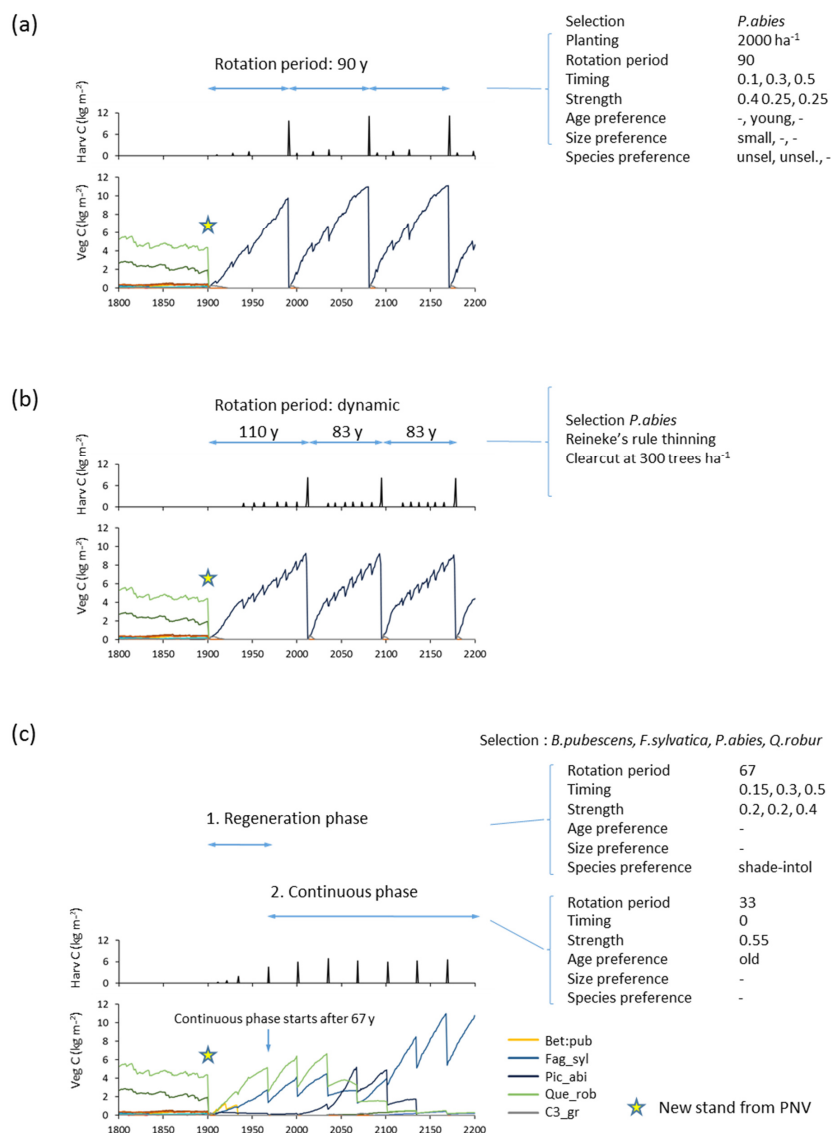 (a)
Rotation period: 90 y
Selection P.abies
Planting 2000 ha⁻¹
Rotation period 90
Timing 0.1, 0.3, 0.5
Strength 0.4 0.25, 0.25
Age preference -, young, -
Size preference small, -, -
Species preference unsel, unsel., -
Harv C (kg m⁻²)
12
6
0
Veg C (kg m⁻²)
12
10
8
6
4
2
0
1800 1850 1900 1950 2000 2050 2100 2150 2200
(b)
Rotation period: dynamic
110 y 83 y 83 y
Selection P.abies
Reineke's rule thinning
Clearcut at 300 trees ha⁻¹
Harv C (kg m⁻²)
12
6
0
Veg C (kg m⁻²)
12
10
8
6
4
2
0
1800 1850 1900 1950 2000 2050 2100 2150 2200
(c)
Selection : B.pubescens, F.sylvatica, P.abies, Q.robur
Rotation period 67
Timing 0.15, 0.3, 0.5
Strength 0.2, 0.2, 0.4
Age preference -
Size preference -
Species preference shade-intol
1. Regeneration phase
2. Continuous phase
Rotation period 33
Timing 0
Strength 0.55
Age preference old
Size preference -
Species preference -
Harv C (kg m⁻²)
12
6
0
Continuous phase starts after 67 y
Veg C (kg m⁻²)
12
10
8
6
4
2
0
1800 1850 1900 1950 2000 2050 2100 2150 2200
Bet:pub
Fag_syl
Pic_abi
Que_rob
C3_gr
New stand from PNV